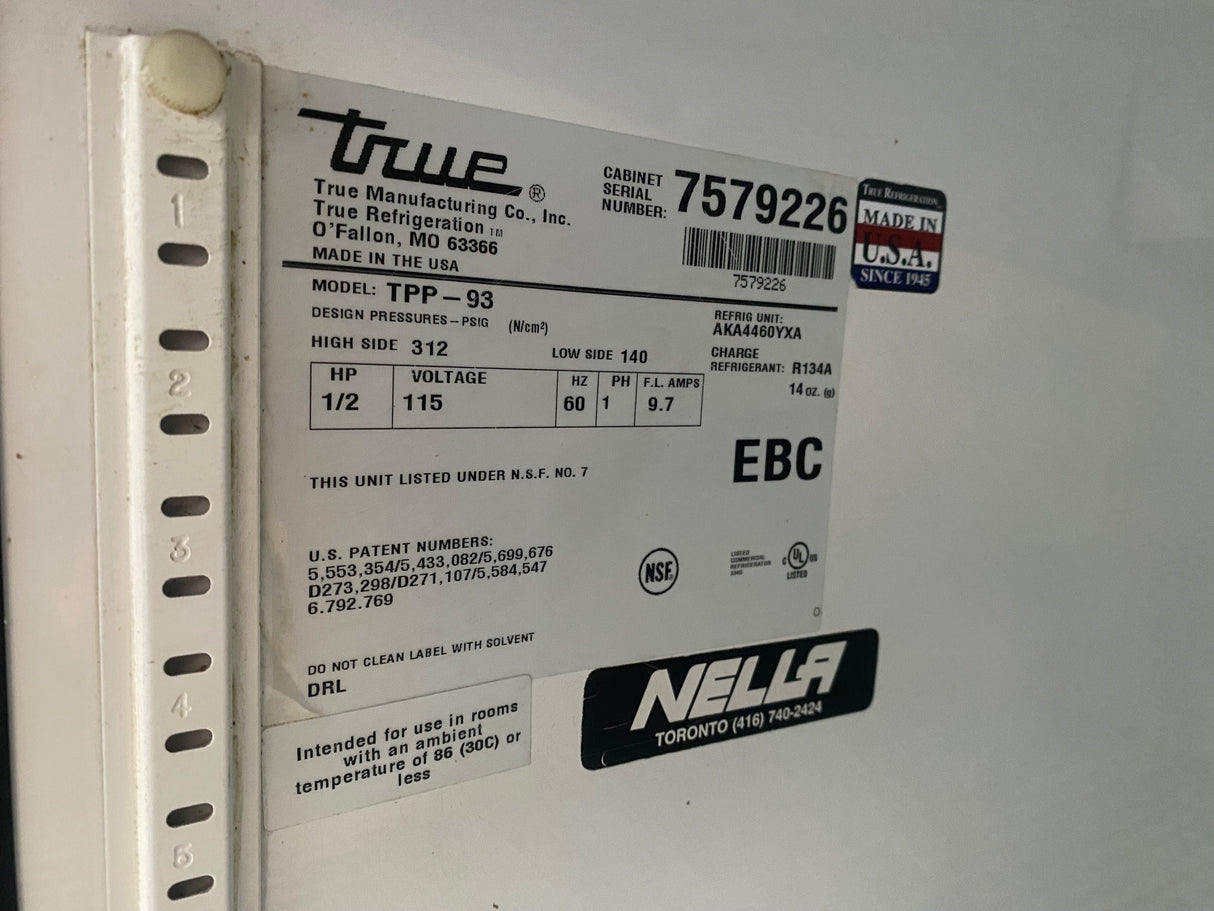 true ®
True Manufacturing Co., Inc.
True Refrigeration TM
O'Fallon, MO 63366
MADE IN THE USA
CABINET
SERIAL
NUMBER: 7579226
7579226
TRUE REFRIGERATION
MADE IN
U.S.A.
SINCE 1945
MODEL: TPP-93
DESIGN PRESSURES-PSIG (N/cm²)
HIGH SIDE 312
LOW SIDE 140
REFRIG UNIT:
AKA4460YXA
CHARGE
REFRIGERANT: R134A
14 oz. (g)
HP VOLTAGE HZ PH F.L. AMPS
1/2 115 60 1 9.7
EBC
THIS UNIT LISTED UNDER N.S.F. NO. 7
U.S. PATENT NUMBERS:
5,553,354/5,433,082/5,699,676
D273,298/D271,107/5,584,547
6.792.769
NSF
LISTED
COMMERCIAL
REFRIGERATOR
C UL US
LISTED
DO NOT CLEAN LABEL WITH SOLVENT
DRL
Intended for use in rooms
with an ambient
temperature of 86 (30C) or
less
NELLA
TORONTO (416) 740-2424
1
2
3
4
5